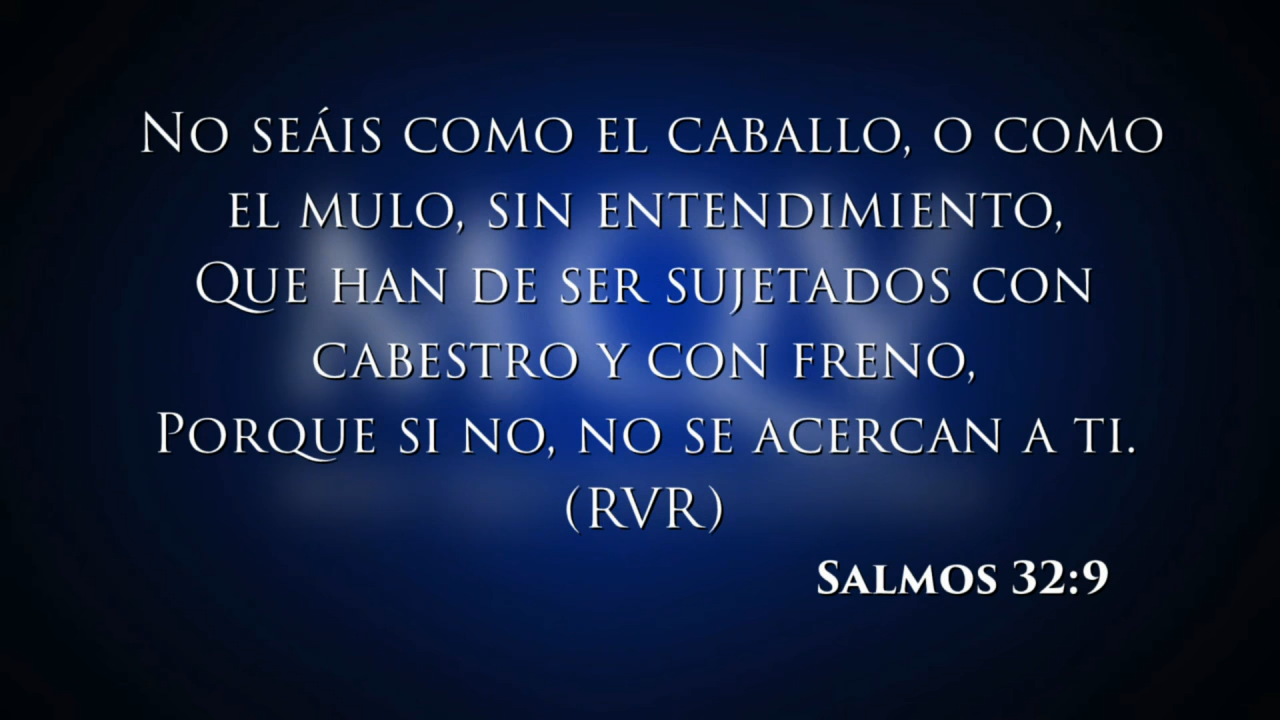 No seáis como el caballo, o como
el mulo, sin entendimiento,
Que han de ser sujetados con
cabestro y con freno,
Porque si no, no se acercan a ti.
(RVR)
Salmos 32:9